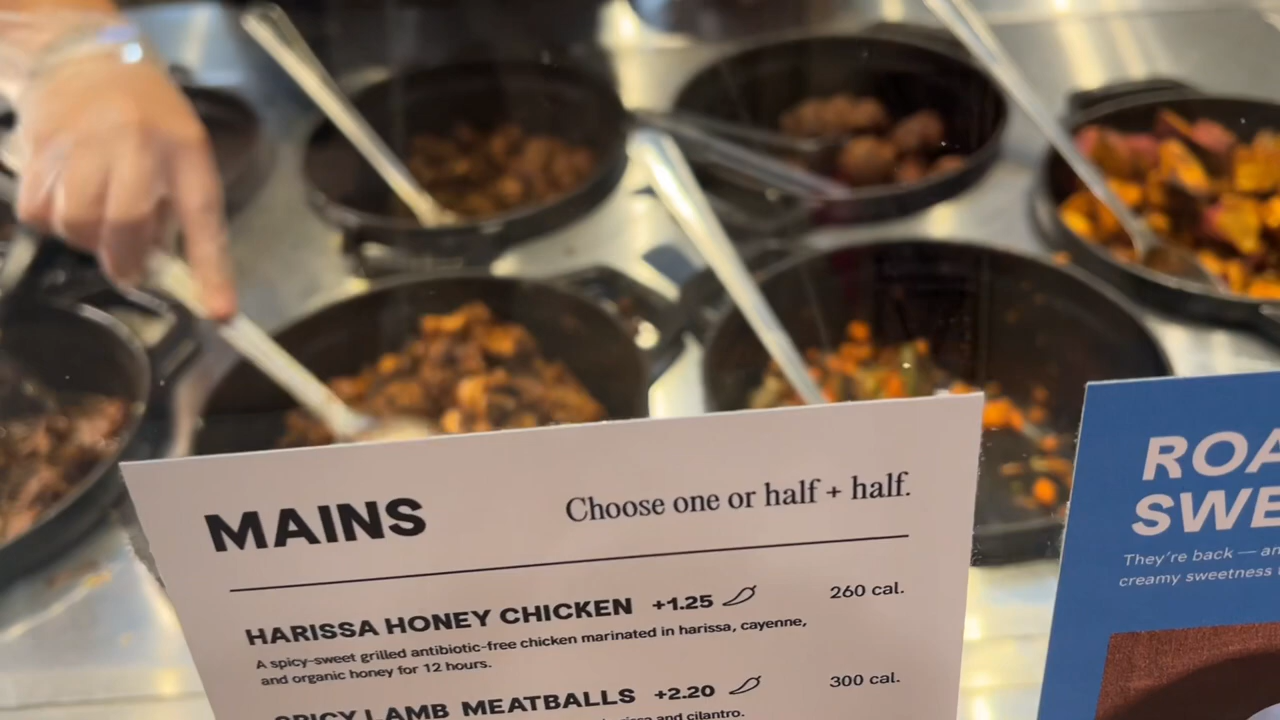 MAINS
Choose one or half + half.
HARISSA HONEY CHICKEN +1.25 260 cal.
A spicy-sweet grilled antibiotic-free chicken marinated in harissa, cayenne,
and organic honey for 12 hours.
SPICY LAMB MEATBALLS +2.20 300 cal.
and cilantro.
ROA
SWE
They're back — an
creamy sweetness